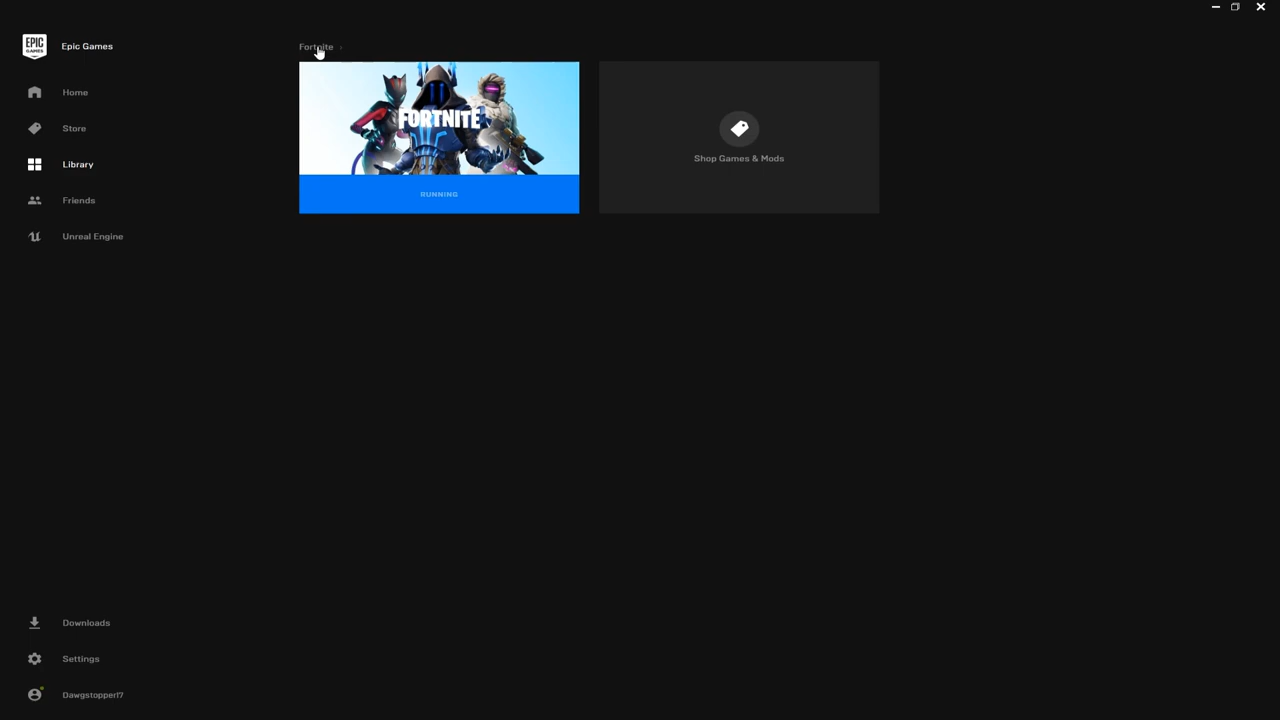 EPIC
GAMES
Epic Games
Home
Store
Library
Friends
Unreal Engine
Fortnite
FORTNITE
RUNNING
Shop Games & Mods
Downloads
Settings
Dawgstopper17